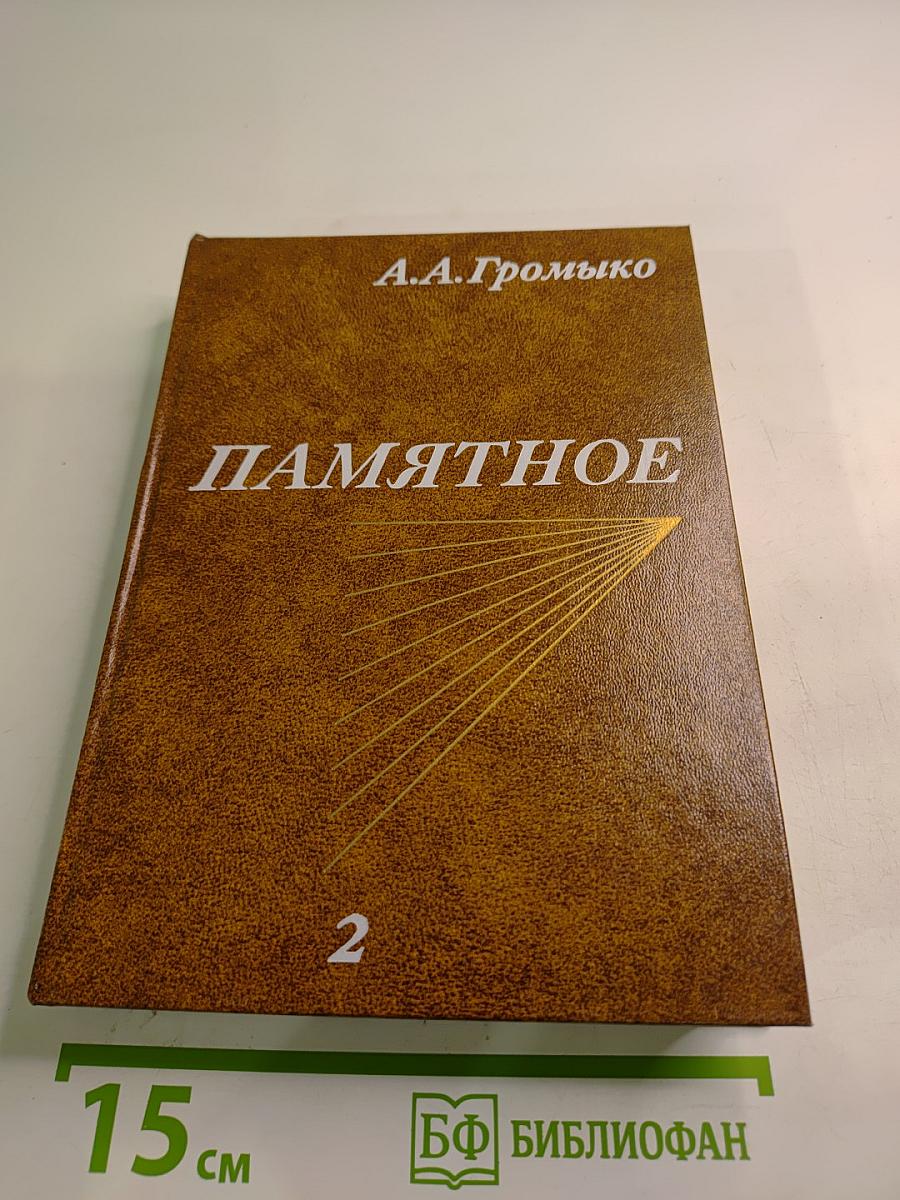 А.А.Громыко
ПАМЯТНОЕ
2
15 см
БФ БИБЛИОФАН